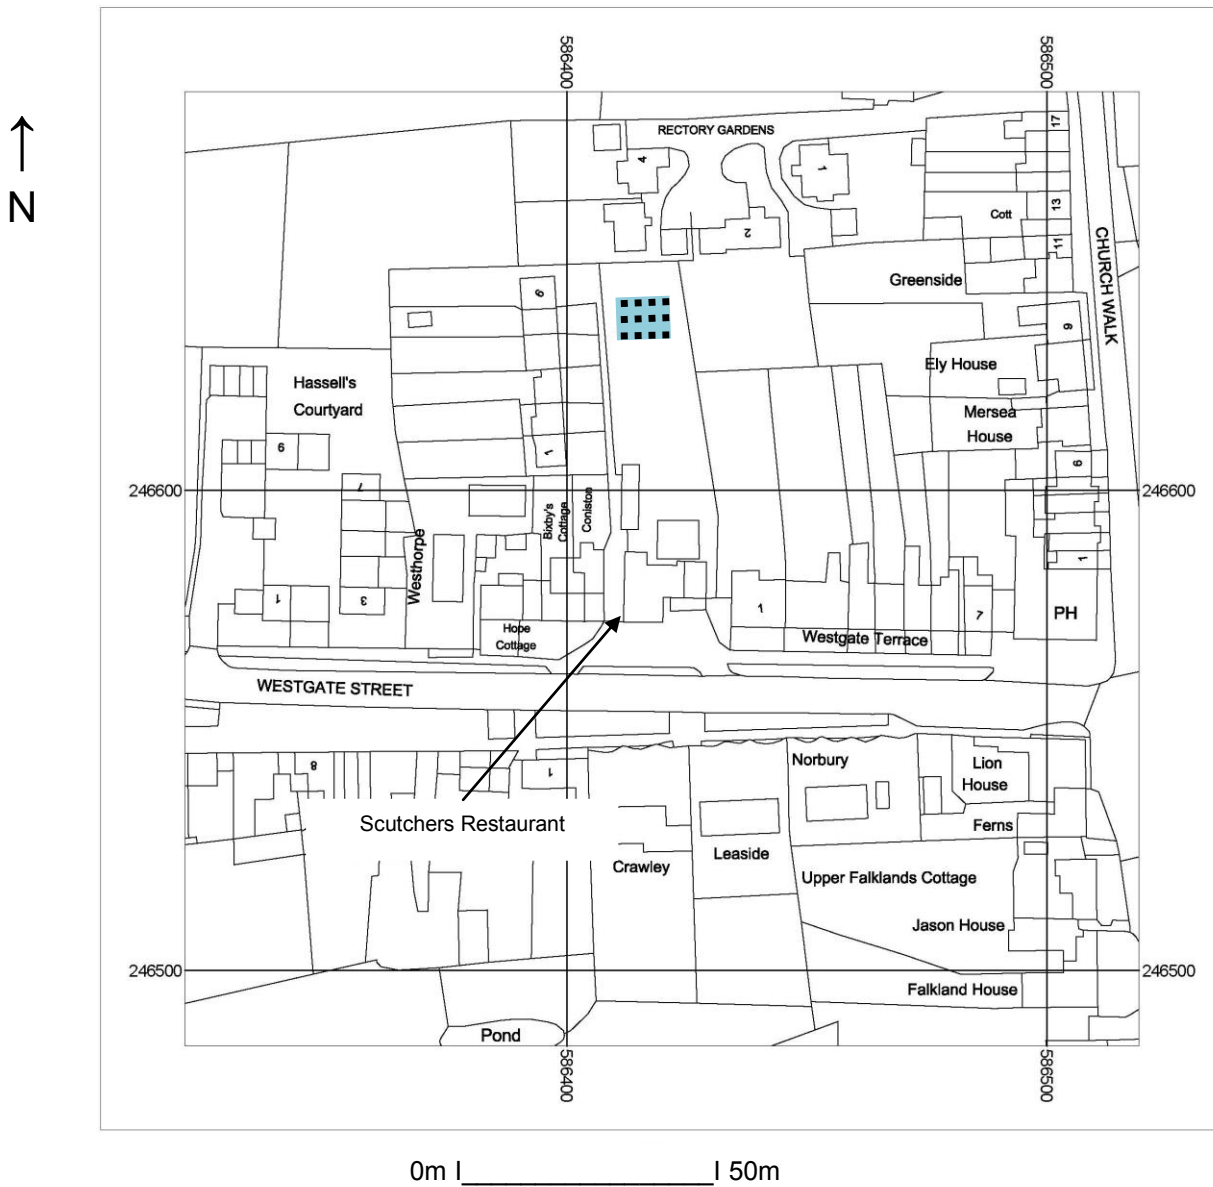 586400
586500
↑
N
RECTORY GARDENS
17
4
1
13
Cott
11
2
CHURCH WALK
Greenside
6
9
Ely House
Hassell's
Courtyard
Mersea
House
9
1
6
7
246600
246600
Bixby's
Cottage
Coniston
Westhorpe
1
1
3
1
7
PH
Hope
Cottage
Westgate Terrace
WESTGATE STREET
8
1
Norbury
Lion
House
Scutchers Restaurant
Ferns
Crawley
Leaside
Upper Falklands Cottage
Jason House
246500
246500
Falkland House
Pond
586400
586500
0m I__________________I 50m